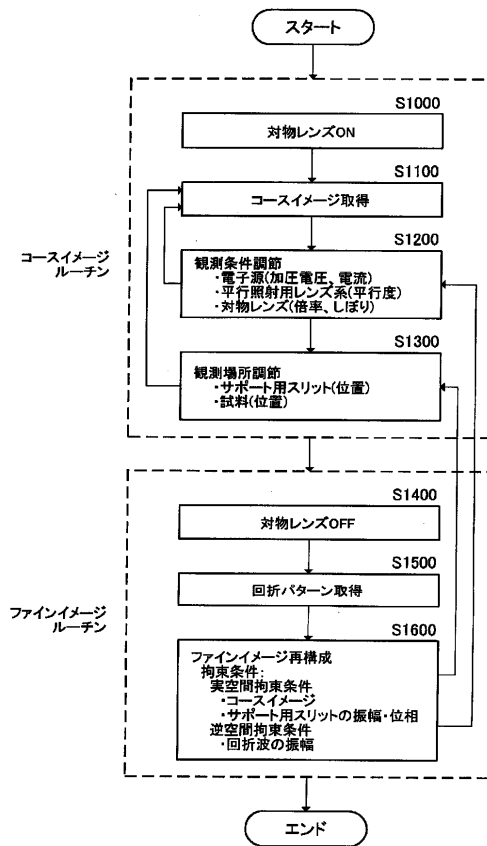 スタート
S1000
対物レンズON
S1100
コースイメージ取得
コースイメージ
ルーチン
S1200
観測条件調節
・電子源(加圧電圧、電流)
・平行照射用レンズ系(平行度)
・対物レンズ(倍率、しぼり)
S1300
観測場所調節
・サポート用スリット(位置)
・試料(位置)
S1400
対物レンズOFF
S1500
回折パターン取得
ファインイメージ
ルーチン
S1600
ファインイメージ再構成
拘束条件:
実空間拘束条件
・コースイメージ
・サポート用スリットの振幅・位相
逆空間拘束条件
・回折波の振幅
エンド